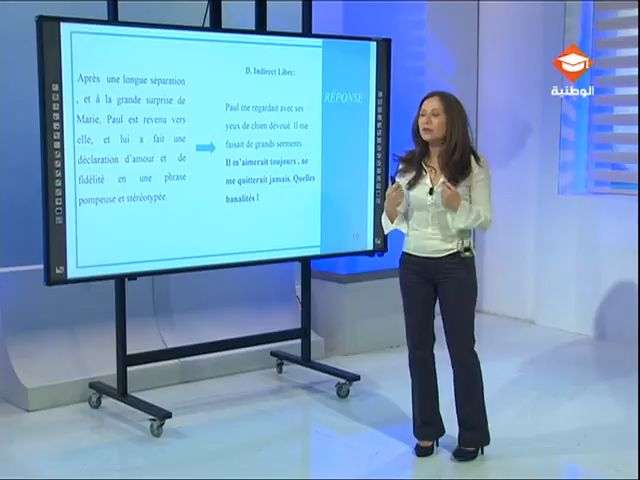 الوطنية
D. Indirect Libre:
RÉPONSE
Après une longue séparation
, et à la grande surprise de
Marie, Paul est revenu vers
elle, et lui a fait une
déclaration d'amour et de
fidélité en une phrase
pompeuse et stéréotypée.
Paul me regardait avec ses
yeux de chien dévoué. Il me
faisait de grands serments.
Il m'aimerait toujours , ne
me quitterait jamais. Quelles
banalités !